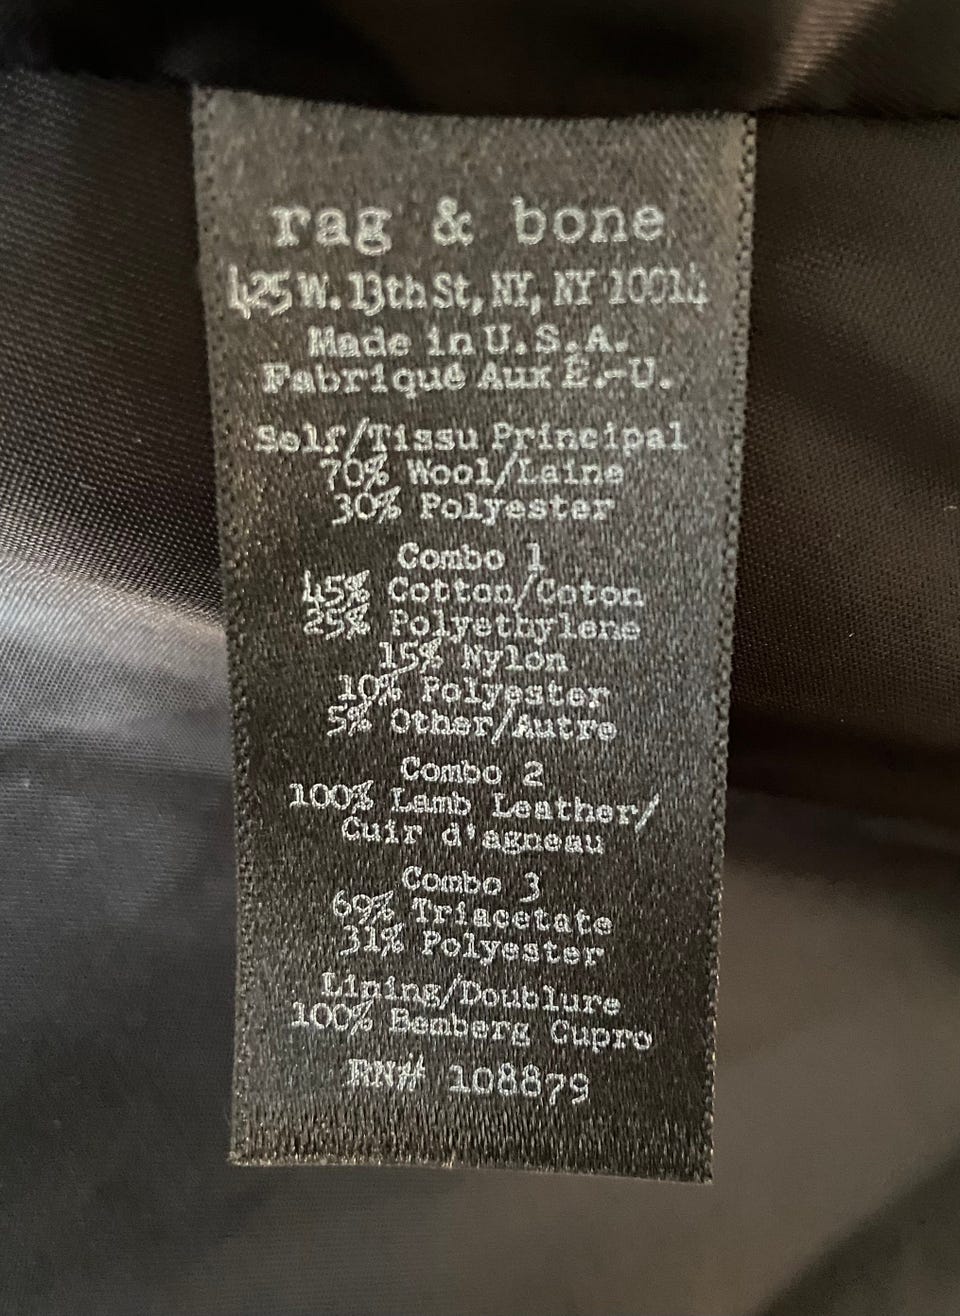 rag & bone
425 W. 13th St, NY, NY 10014
Made in U.S.A.
Fabriqué Aux É.-U.
Self/Tissu Principal
70% Wool/Laine
30% Polyester
Combo 1
45% Cotton/Coton
25% Polyethylene
15% Nylon
10% Polyester
5% Other/Autre
Combo 2
100% Lamb Leather/
Cuir d'agneau
Combo 3
69% Triacetate
31% Polyester
Lining/Doublure
100% Bemberg Cupro
RN# 108879